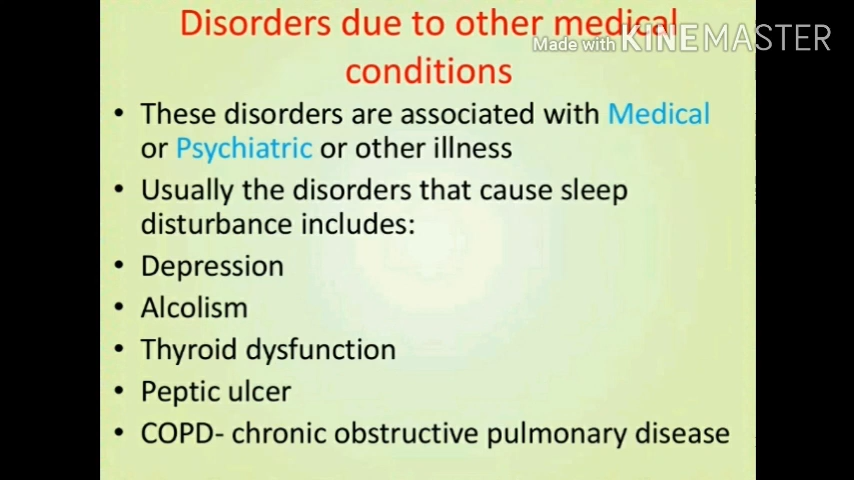 Disorders due to other medical
Made with KINEMASTER
conditions
• These disorders are associated with Medical
or Psychiatric or other illness
• Usually the disorders that cause sleep
disturbance includes:
• Depression
• Alcolism
• Thyroid dysfunction
• Peptic ulcer
• COPD- chronic obstructive pulmonary disease